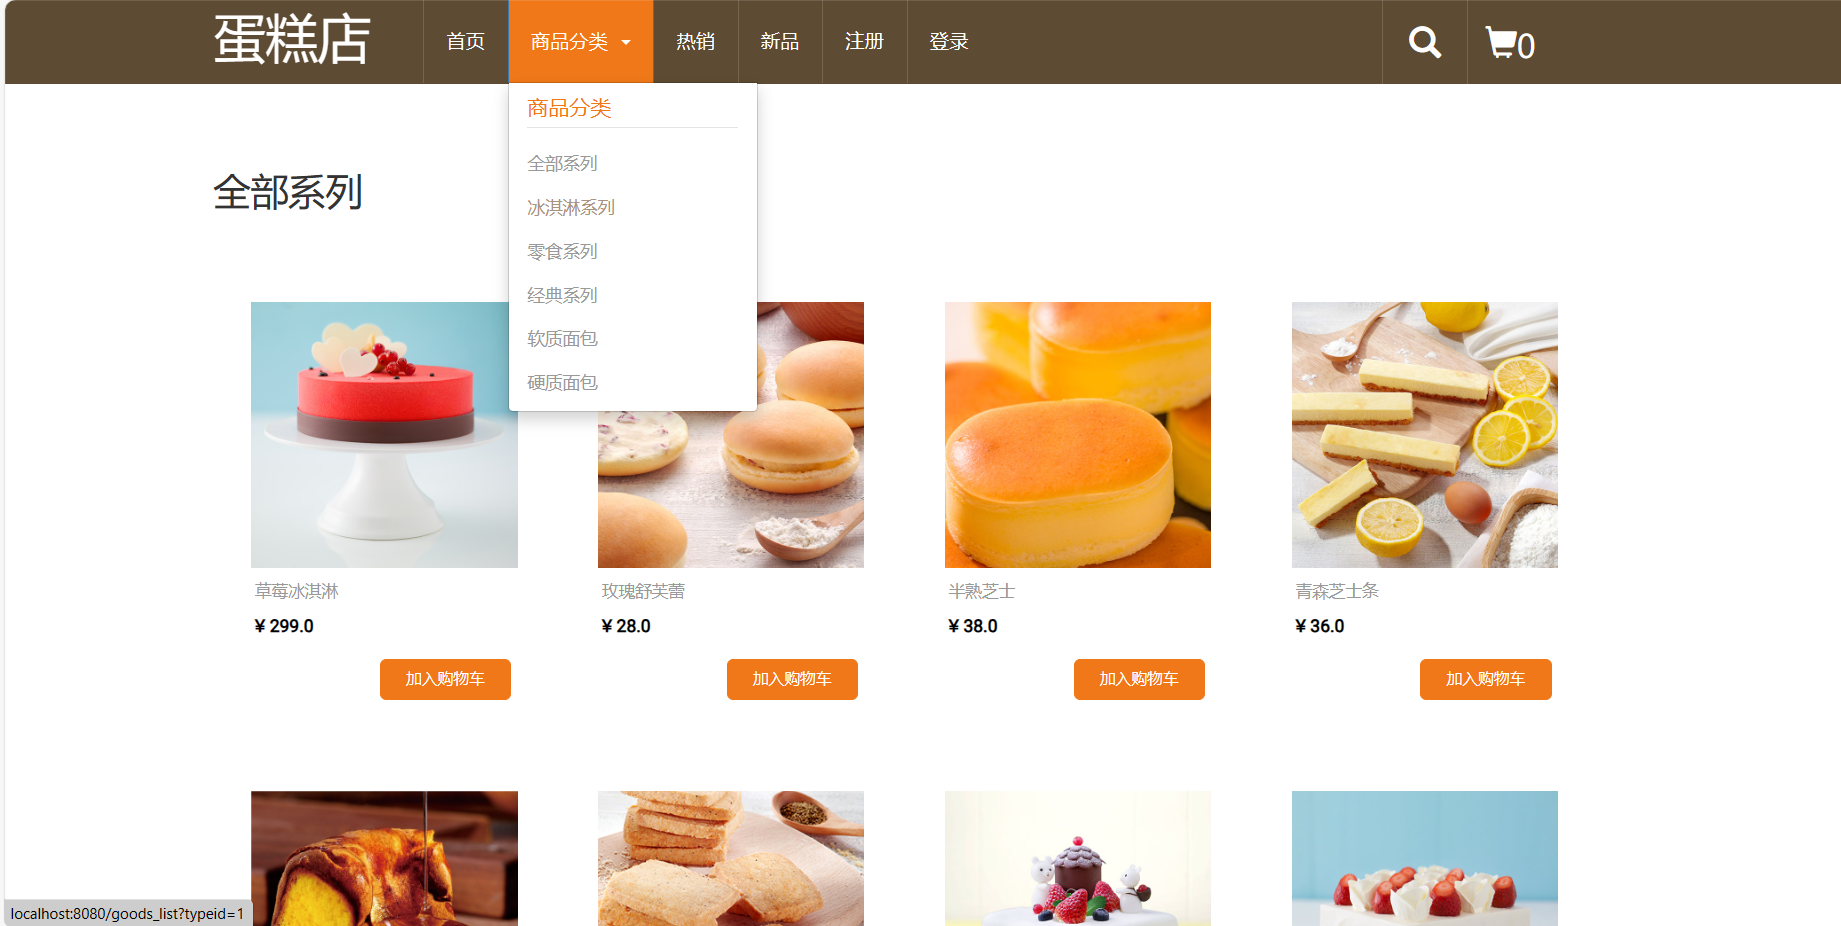 蛋糕店
首页
商品分类
热销
新品
注册
登录
0
商品分类
全部系列
冰淇淋系列
零食系列
经典系列
软质面包
硬质面包
全部系列
草莓冰淇淋
¥ 299.0
加入购物车
玫瑰舒芙蕾
¥ 28.0
加入购物车
半熟芝士
¥ 38.0
加入购物车
青森芝士条
¥ 36.0
加入购物车
localhost:8080/goods_list?typeid=1